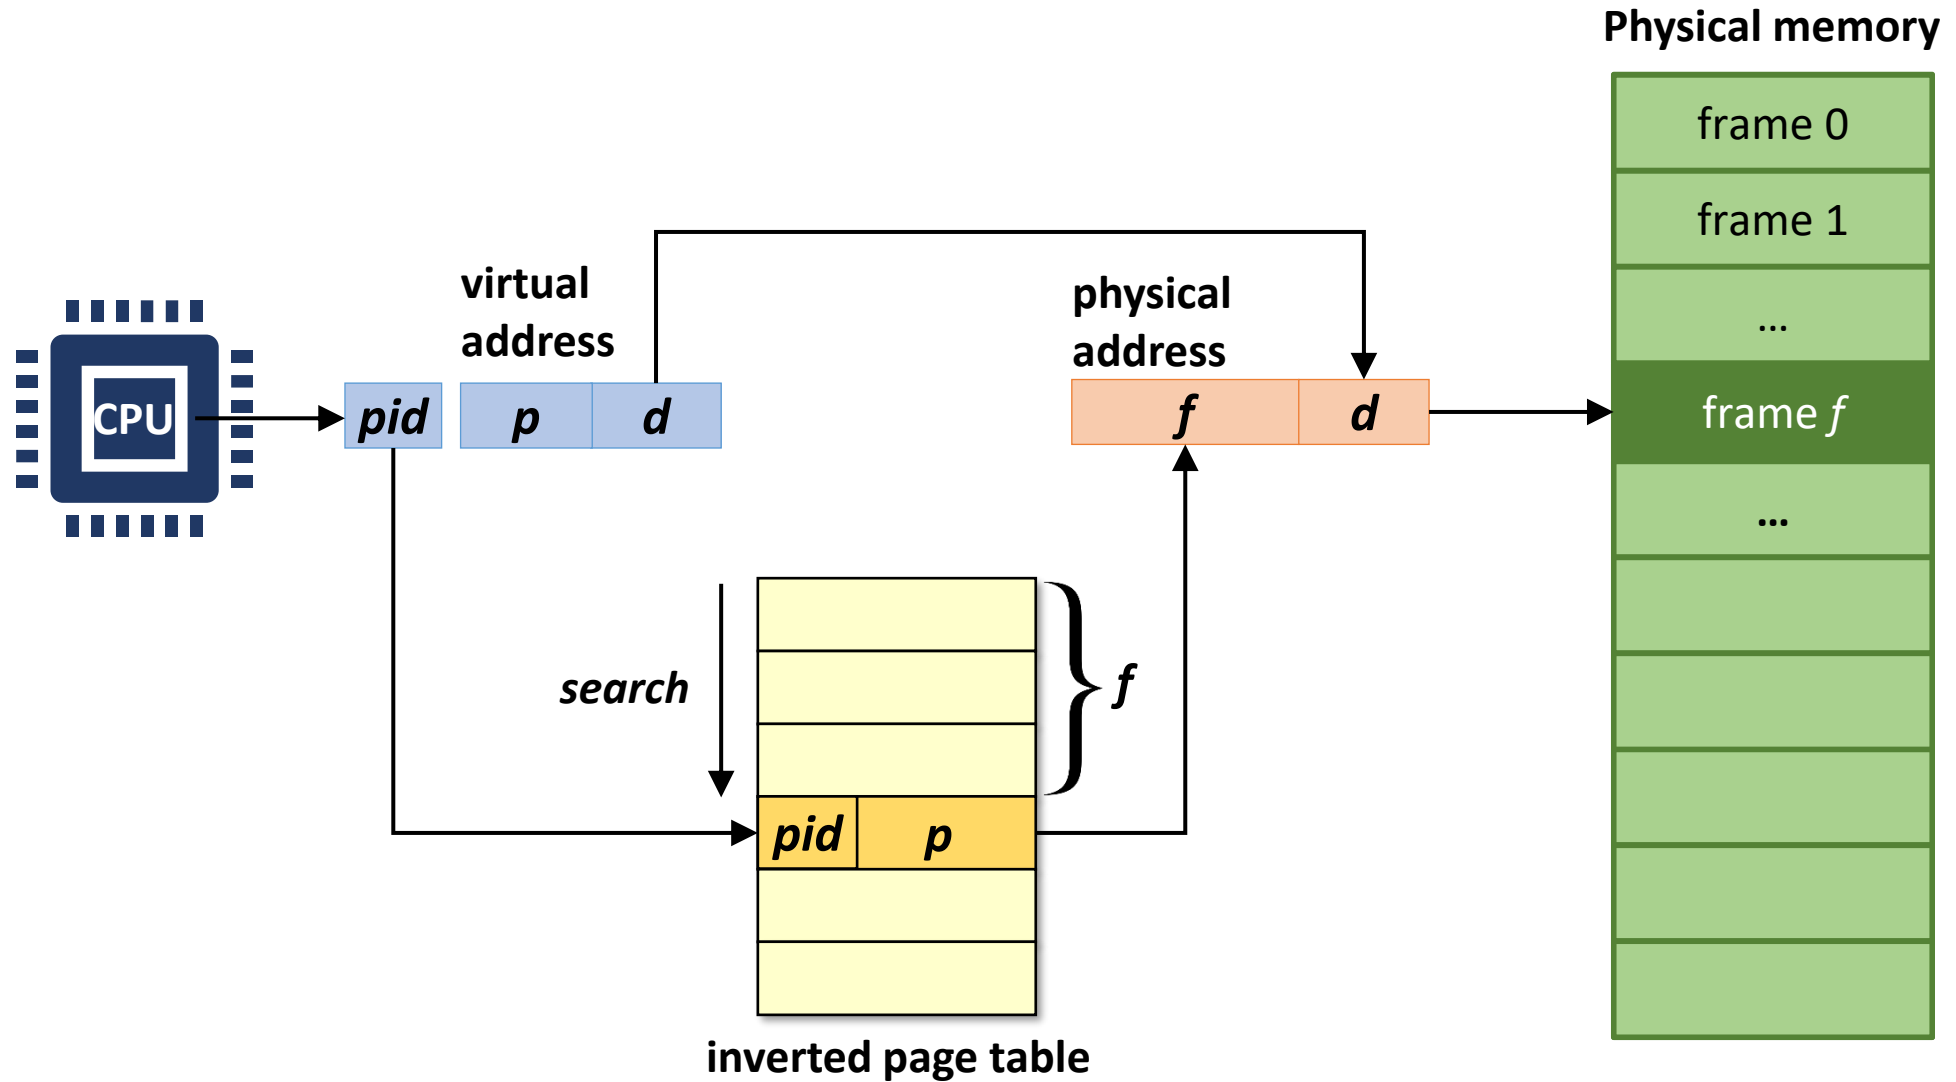 Physical memory
frame 0
frame 1
...
frame f
...
virtual
address
physical
address
CPU
pid
p
d
f
d
search
f
pid
p
inverted page table